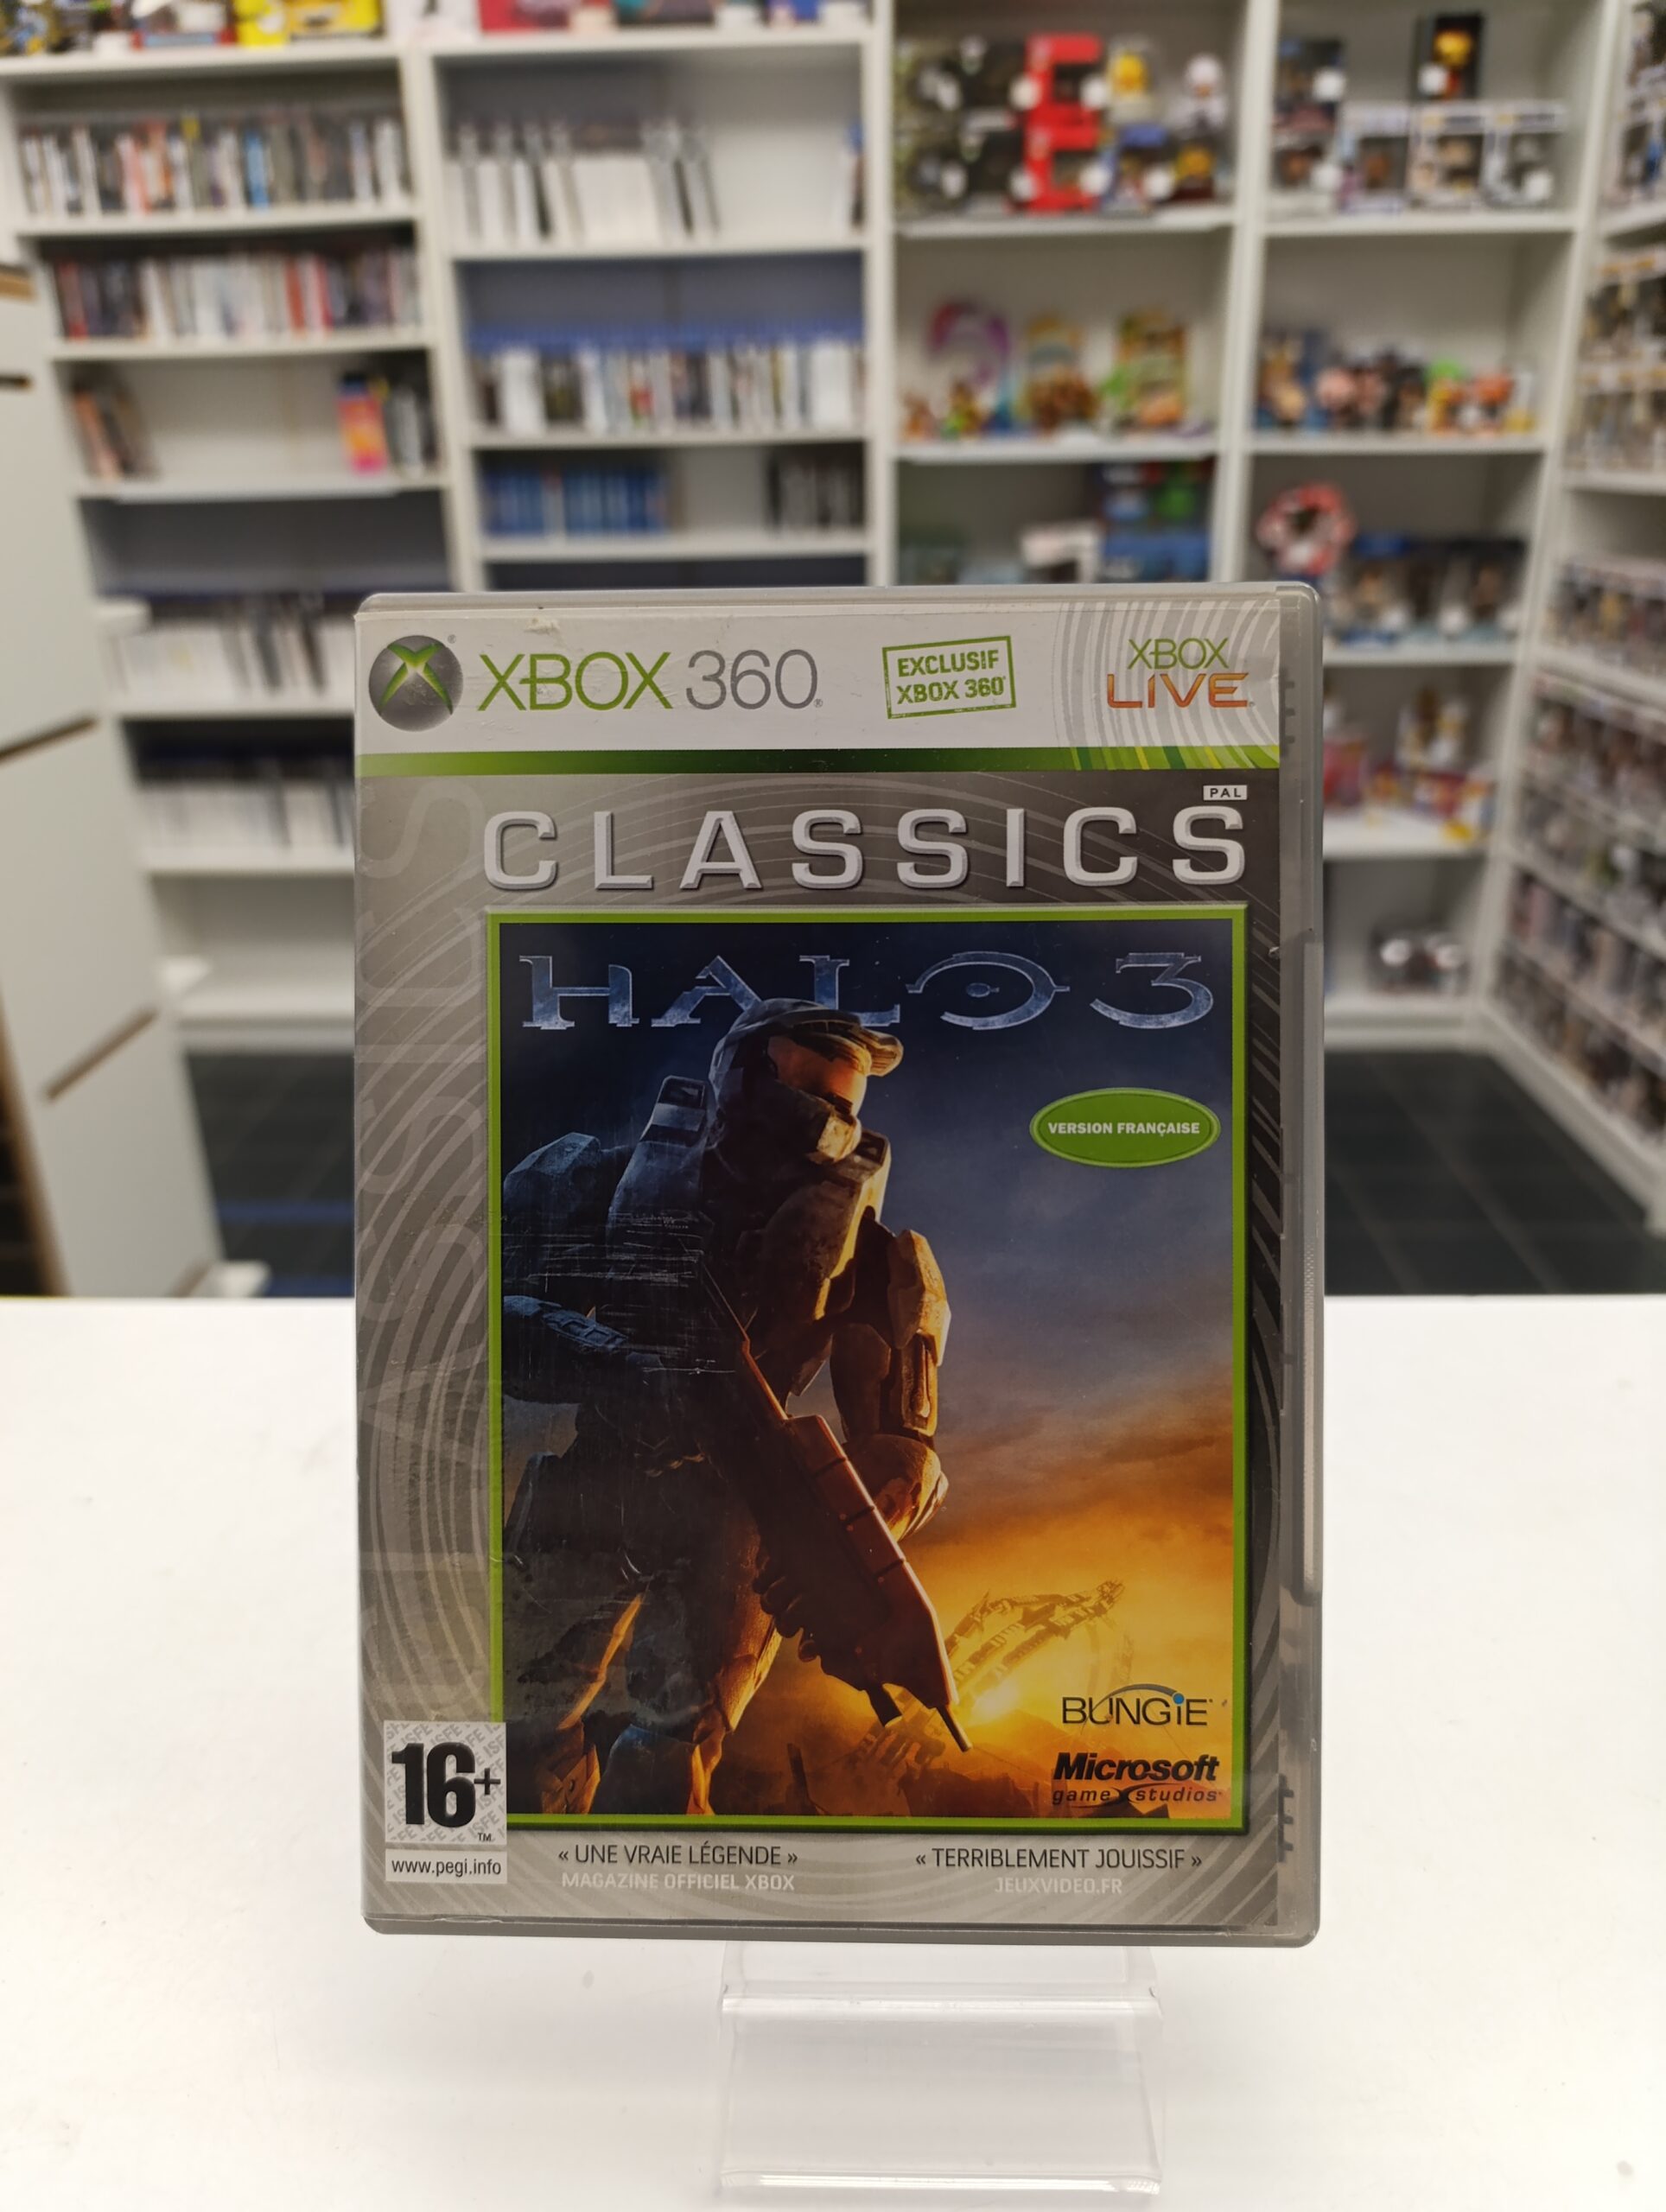 XBOX 360
EXCLUSIF
XBOX 360
XBOX
LIVE
PAL
CLASSICS
HALO 3
VERSION FRANÇAISE
BUNGiE
Microsoft
game studios
16+
TM
www.pegi.info
« UNE VRAIE LÉGENDE »
MAGAZINE OFFICIEL XBOX
« TERRIBLEMENT JOUISSIF »
JEUXVIDEO.FR